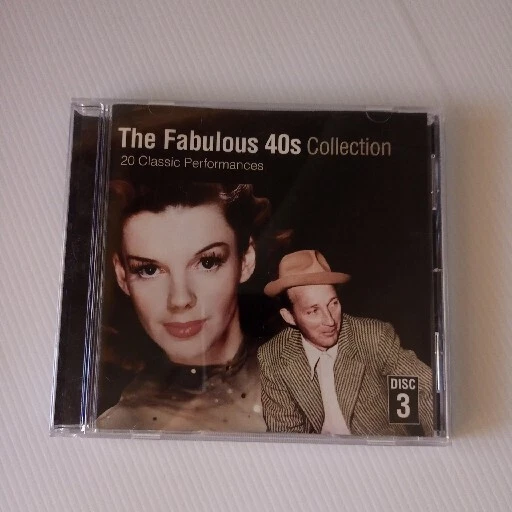 The Fabulous 40s Collection
20 Classic Performances
DISC
3